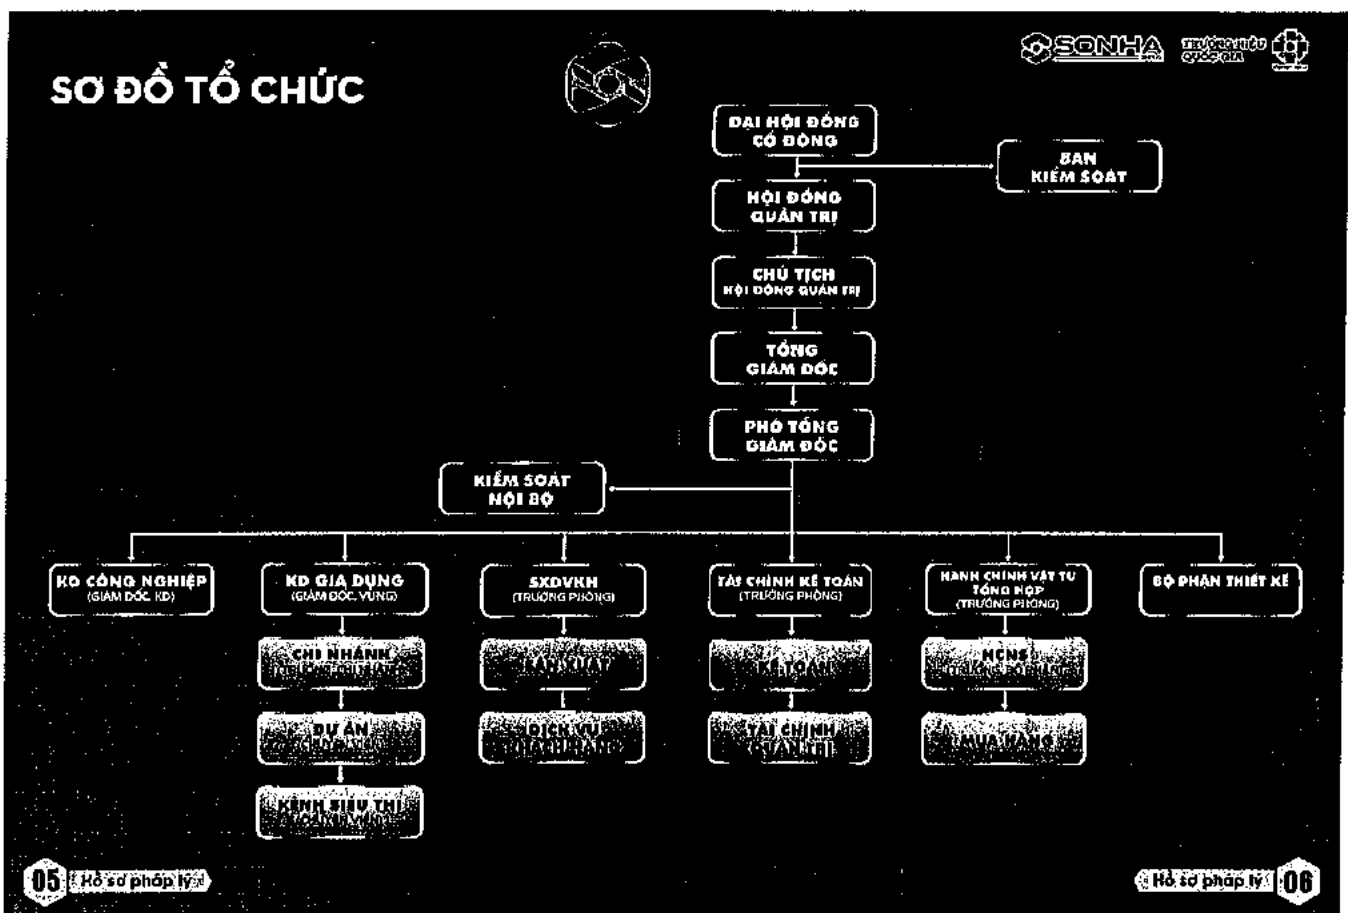 SƠ ĐỒ TỔ CHỨC
SONHA
THƯƠNG HIỆU
QUỐC GIA
ĐẠI HỘI ĐỒNG
CỔ ĐÔNG
BAN
KIỂM SOÁT
HỘI ĐỒNG
QUẢN TRỊ
CHỦ TỊCH
HỘI ĐỒNG QUẢN TRỊ
TỔNG
GIÁM ĐỐC
PHÓ TỔNG
GIÁM ĐỐC
KIỂM SOÁT
NỘI BỘ
KD CÔNG NGHIỆP
(GIÁM ĐỐC KD)
KD GIA DỤNG
(GIÁM ĐỐC VÙNG)
SXDVKH
(TRƯỞNG PHÒNG)
TÀI CHÍNH KẾ TOÁN
(TRƯỞNG PHÒNG)
HÀNH CHÍNH VẬT TƯ
TỔNG HỢP
(TRƯỞNG PHÒNG)
BỘ PHẬN THIẾT KẾ
CHI NHÁNH
SẢN XUẤT
KẾ TOÁN
HCNS
DỰ ÁN
DỊCH VỤ
KHÁCH HÀNG
TÀI CHÍNH
QUẢN TRỊ
MUA HÀNG
KÊNH SIÊU THỊ
05 Hồ sơ pháp lý
Hồ sơ pháp lý 06